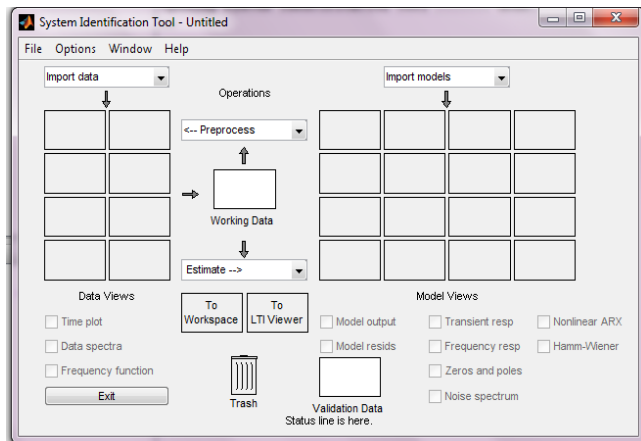 System Identification Tool - Untitled
File Options Window Help
Import data
Import models
Operations
<-- Preprocess
Working Data
Estimate -->
Data Views
Model Views
To Workspace
To LTI Viewer
Time plot
Data spectra
Frequency function
Exit
Trash
Model output
Transient resp
Nonlinear ARX
Model resids
Frequency resp
Hamm-Wiener
Zeros and poles
Noise spectrum
Validation Data
Status line is here.